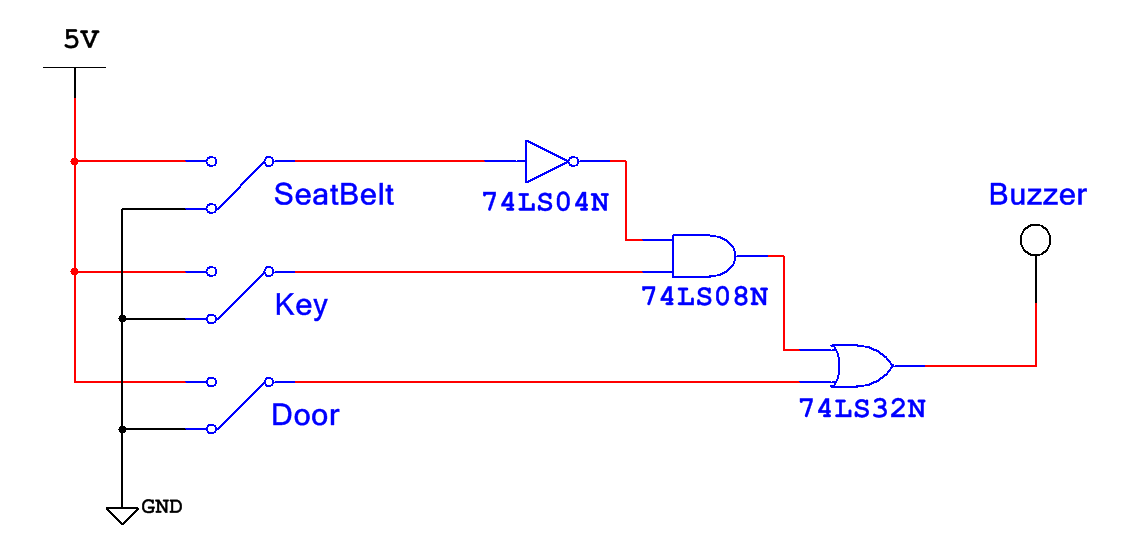 5V
SeatBelt
74LS04N
Buzzer
Key
74LS08N
Door
74LS32N
GND